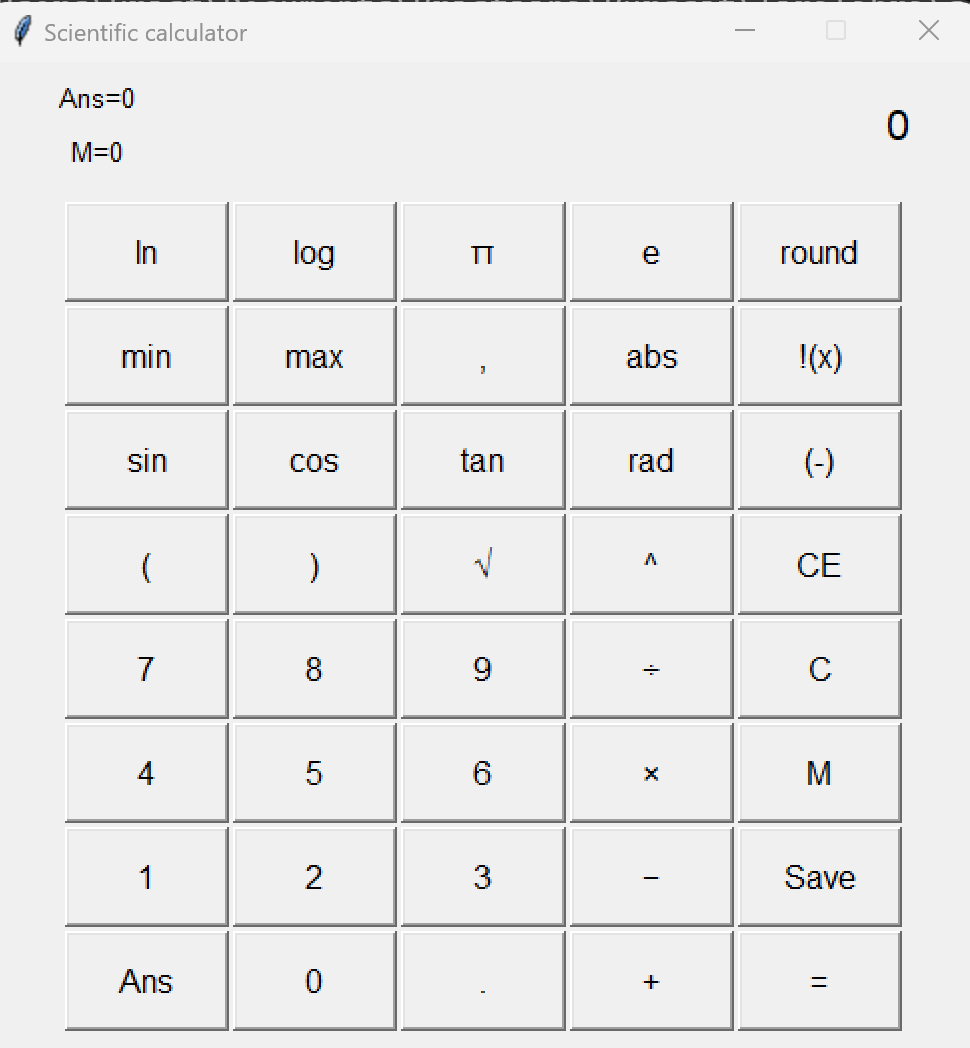 Scientific calculator
Ans=0
0
M=0
ln log π e round
min max , abs !(x)
sin cos tan rad (-)
( ) √ ^ CE
7 8 9 ÷ C
4 5 6 × M
1 2 3 − Save
Ans 0 . + =